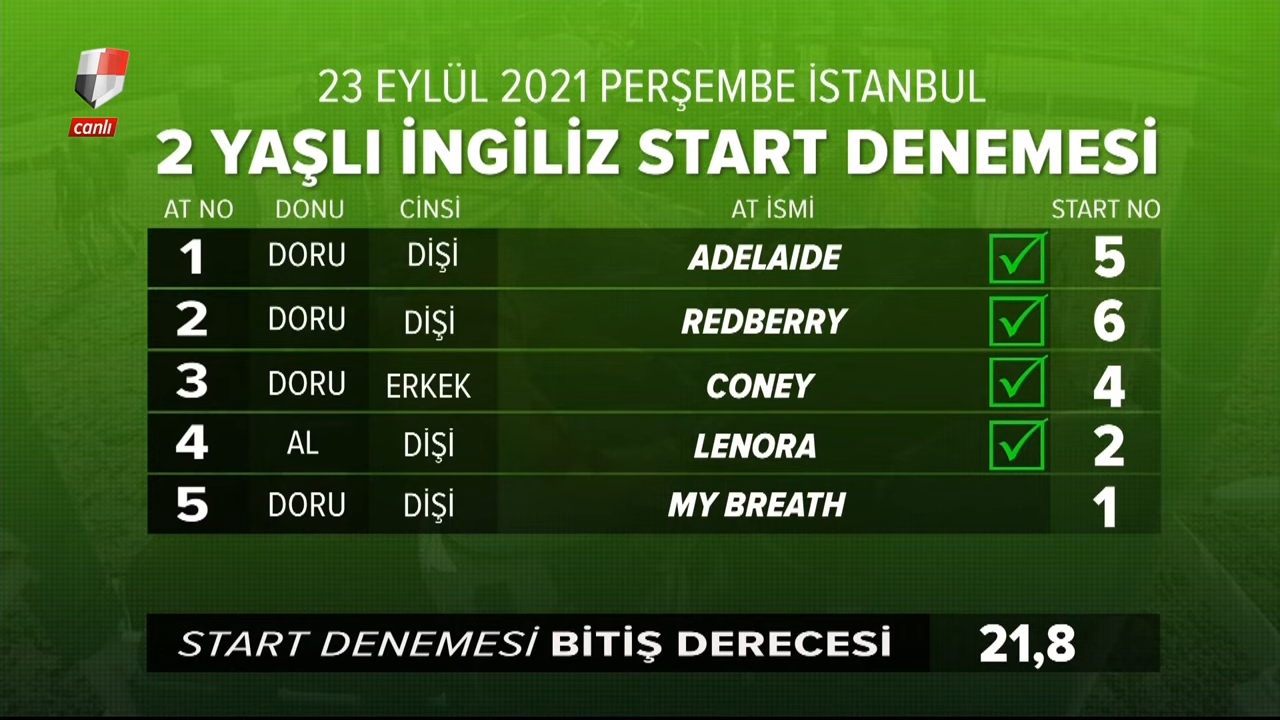 canlı
23 EYLÜL 2021 PERŞEMBE İSTANBUL
2 YAŞLI İNGİLİZ START DENEMESİ
AT NO DONU CİNSİ AT İSMİ START NO
1 DORU DİŞİ ADELAIDE 5
2 DORU DİŞİ REDBERRY 6
3 DORU ERKEK CONEY 4
4 AL DİŞİ LENORA 2
5 DORU DİŞİ MY BREATH 1
START DENEMESİ BİTİŞ DERECESİ 21,8